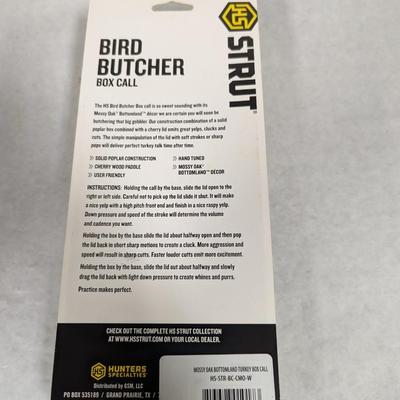 HS
STRUT
BIRD
BUTCHER
BOX CALL
The HS Bird Butcher Box call is so sweet sounding with its
Mossy Oak® Bottomland™ décor we are certain you will soon be
butchering that big gobbler. Our construction combination of a solid
poplar box combined with a cherry lid omits great yelps, clucks and
cuts. The simple manipulation of the lid with soft strokes or sharp
pops will deliver perfect turkey talk time after time.
» SOLID POPLAR CONSTRUCTION
» CHERRY WOOD PADDLE
» USER FRIENDLY
» HAND TUNED
» MOSSY OAK®
BOTTOMLAND™ DÉCOR
INSTRUCTIONS: Holding the call by the base, slide the lid open to the
right or left side. Careful not to pick up the lid slide it shut. It will make
a nice yelp with a high pitch front end and finish in a nice raspy yelp.
Down pressure and speed of the stroke will determine the volume
and cadence you want.
Holding the box by the base, slide the lid about halfway open and then pop
the lid back in short sharp motions to create a cluck. More aggression and
speed will result in sharp cutts. Faster louder cutts emit more excitement.
Holding the box by the base, slide the lid out about halfway and slowly
drag the lid back with light down pressure to create whines and purrs.
Practice makes perfect.
CHECK OUT THE COMPLETE HS STRUT COLLECTION
AT WWW.HSSTRUT.COM OR YOUR LOCAL DEALER.
HS HUNTERS
SPECIALTIES®
Distributed by GSM, LLC
PO BOX 535189 / GRAND PRAIRIE, TX /
MOSSY OAK BOTTOMLAND TURKEY BOX CALL
HS-STR-BC-CMO-W